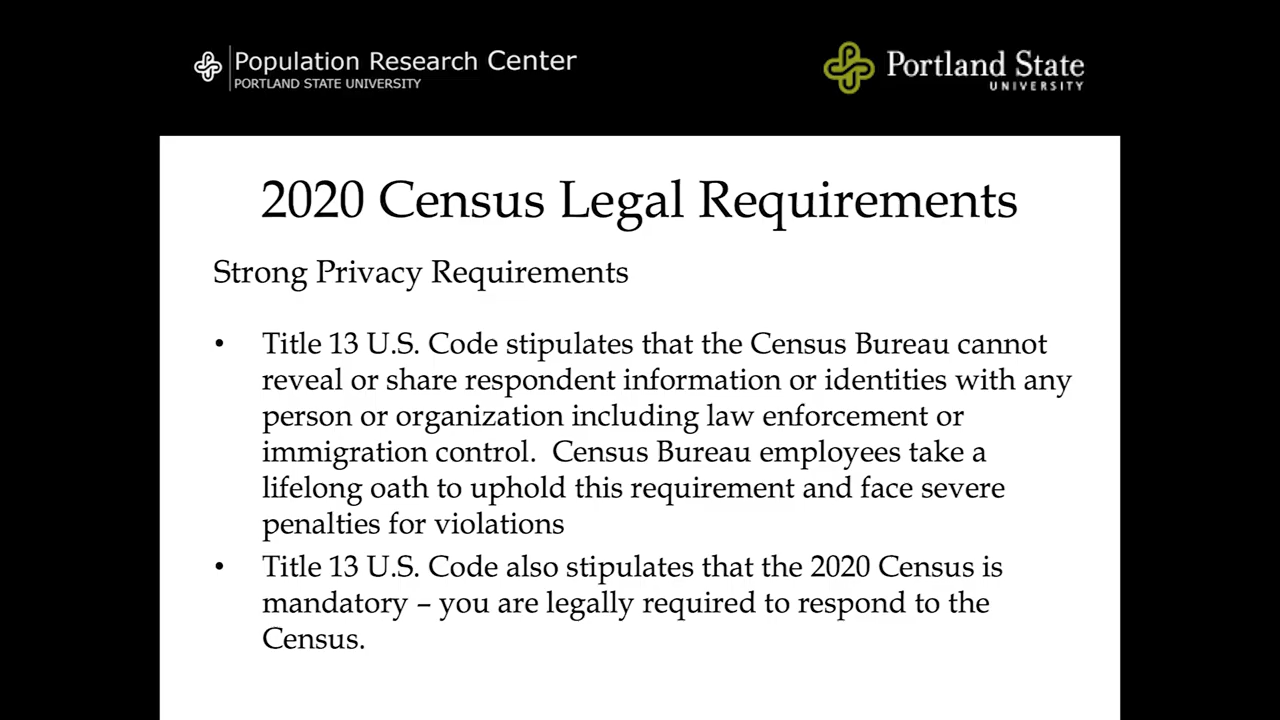 Population Research Center
PORTLAND STATE UNIVERSITY
Portland State
UNIVERSITY
2020 Census Legal Requirements
Strong Privacy Requirements
• Title 13 U.S. Code stipulates that the Census Bureau cannot
reveal or share respondent information or identities with any
person or organization including law enforcement or
immigration control.  Census Bureau employees take a
lifelong oath to uphold this requirement and face severe
penalties for violations
• Title 13 U.S. Code also stipulates that the 2020 Census is
mandatory – you are legally required to respond to the
Census.